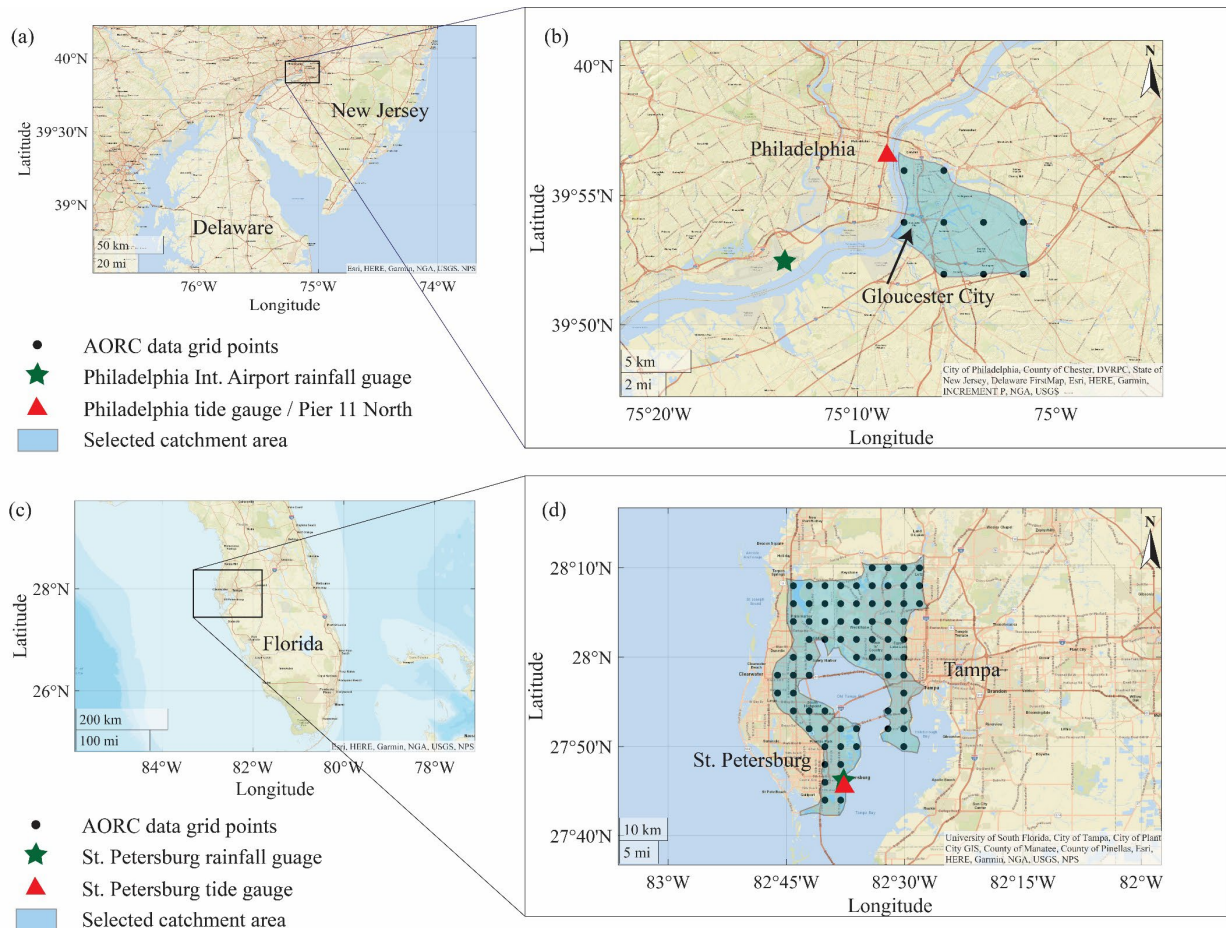 (a)
40°N
39°30'N
39°N
Latitude
New Jersey
Delaware
50 km
20 mi
Esri, HERE, Garmin, NGA, USGS, NPS
76°W
75°W
74°W
Longitude
AORC data grid points
Philadelphia Int. Airport rainfall guage
Philadelphia tide gauge / Pier 11 North
Selected catchment area
(b)
N
40°N
39°55'N
39°50'N
Latitude
Philadelphia
Gloucester City
5 km
2 mi
City of Philadelphia, County of Chester, DVRPC, State of
New Jersey, Delaware FirstMap, Esri, HERE, Garmin,
INCREMENT P, NGA, USGS
75°20'W
75°10'W
75°W
Longitude
(c)
28°N
26°N
Latitude
Florida
200 km
100 mi
Esri, HERE, Garmin, NGA, USGS, NPS
84°W
82°W
80°W
78°W
Longitude
AORC data grid points
St. Petersburg rainfall guage
St. Petersburg tide gauge
Selected catchment area
(d)
N
28°10'N
28°N
27°50'N
27°40'N
Latitude
Tampa
Clearwater
Tampa
Brandon
St. Petersburg
10 km
5 mi
University of South Florida, City of Tampa, City of Plant
City GIS, County of Manatee, County of Pinellas, Esri,
HERE, Garmin, NGA, USGS, NPS
83°W
82°45'W
82°30'W
82°15'W
82°W
Longitude